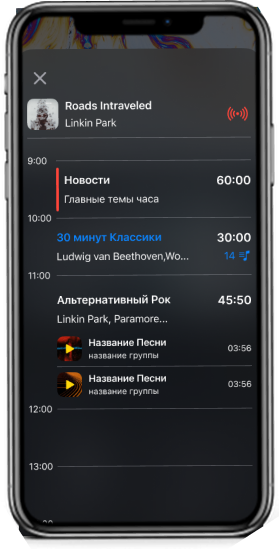 Roads Intraveled
Linkin Park
9:00
Новости 60:00
Главные темы часа
10:00
30 минут Классики 30:00
Ludwig van Beethoven,Wo... 14
11:00
Альтернативный Рок 45:50
Linkin Park, Paramore...
Название Песни
название группы 03:56
Название Песни
название группы 03:56
12:00
13:00